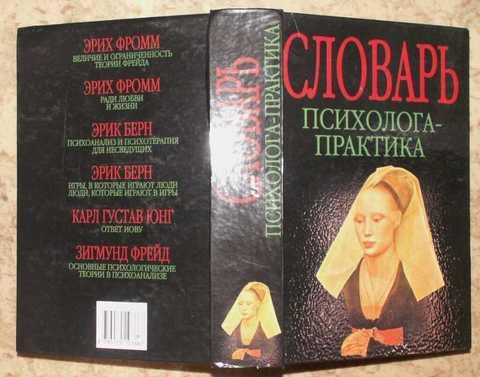 ЭРИХ ФРОММ
ВЕЛИЧИЕ И ОГРАНИЧЕННОСТЬ
ТЕОРИИ ФРЕЙДА
ЭРИХ ФРОММ
РАДИ ЛЮБВИ
И ЖИЗНИ
ЭРИК БЕРН
ПСИХОАНАЛИЗ И ПСИХОТЕРАПИЯ
ДЛЯ НЕСВЕДУЩИХ
ЭРИК БЕРН
ИГРЫ, В КОТОРЫЕ ИГРАЮТ ЛЮДИ
ЛЮДИ, КОТОРЫЕ ИГРАЮТ В ИГРЫ
КАРЛ ГУСТАВ ЮНГ
ОТВЕТ ИОВУ
ЗИГМУНД ФРЕЙД
ОСНОВНЫЕ ПСИХОЛОГИЧЕСКИЕ
ТЕОРИИ В ПСИХОАНАЛИЗЕ
СЛОВАРЬ
ПСИХОЛОГА-ПРАКТИКА
СЛОВАРЬ
ПСИХОЛОГА-
ПРАКТИКА